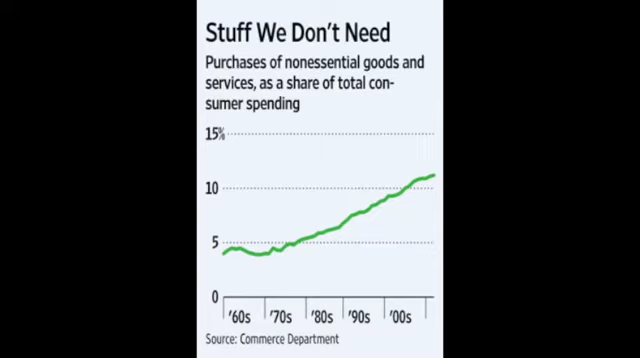 Stuff We Don't Need
Purchases of nonessential goods and
services, as a share of total con-
sumer spending
15%
10
5
0
'60s '70s '80s '90s '00s
Source: Commerce Department